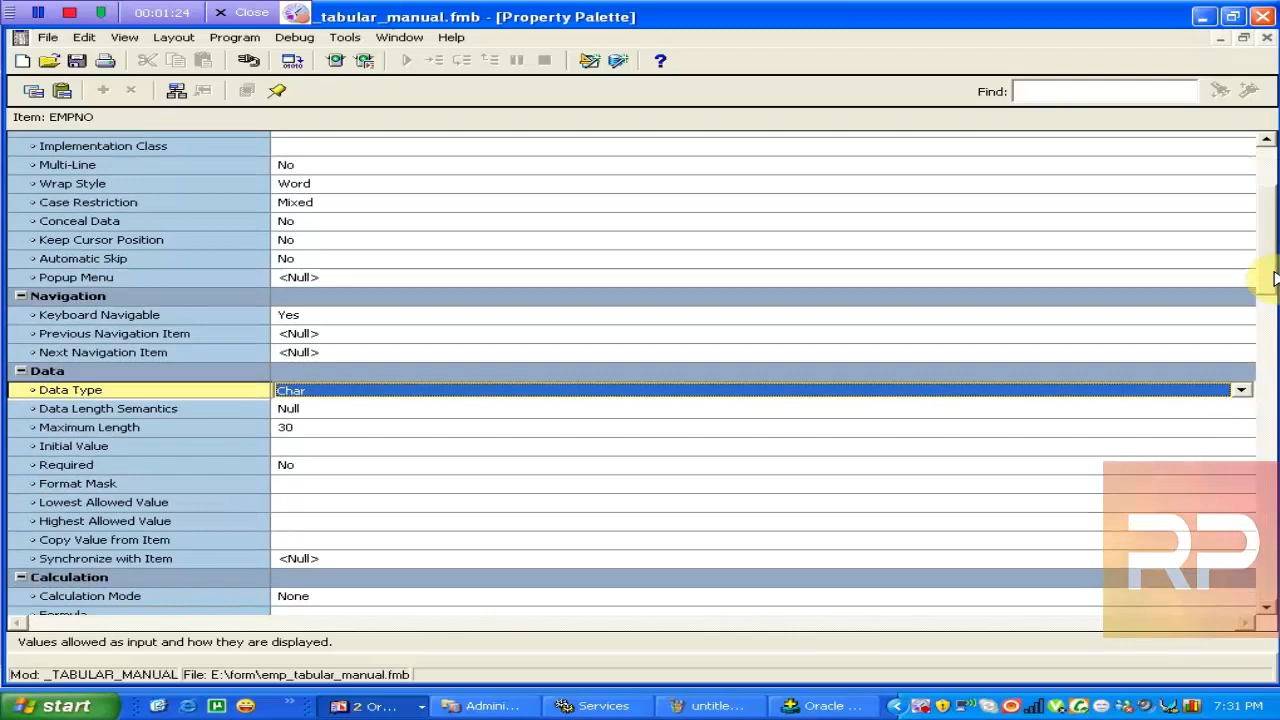 00:01:24 Close _tabular_manual.fmb - [Property Palette]
File Edit View Layout Program Debug Tools Window Help
Find:
Item: EMPNO
Implementation Class
Multi-Line No
Wrap Style Word
Case Restriction Mixed
Conceal Data No
Keep Cursor Position No
Automatic Skip No
Popup Menu <Null>
Navigation
Keyboard Navigable Yes
Previous Navigation Item <Null>
Next Navigation Item <Null>
Data
Data Type Char
Data Length Semantics Null
Maximum Length 30
Initial Value
Required No
Format Mask
Lowest Allowed Value
Highest Allowed Value
Copy Value from Item
Synchronize with Item <Null>
Calculation
Calculation Mode None
Formula
RP
Values allowed as input and how they are displayed.
Mod: _TABULAR_MANUAL File: E:\form\emp_tabular_manual.fmb
start 2 Or... Admini... Services untitle... Oracle ... 7:31 PM